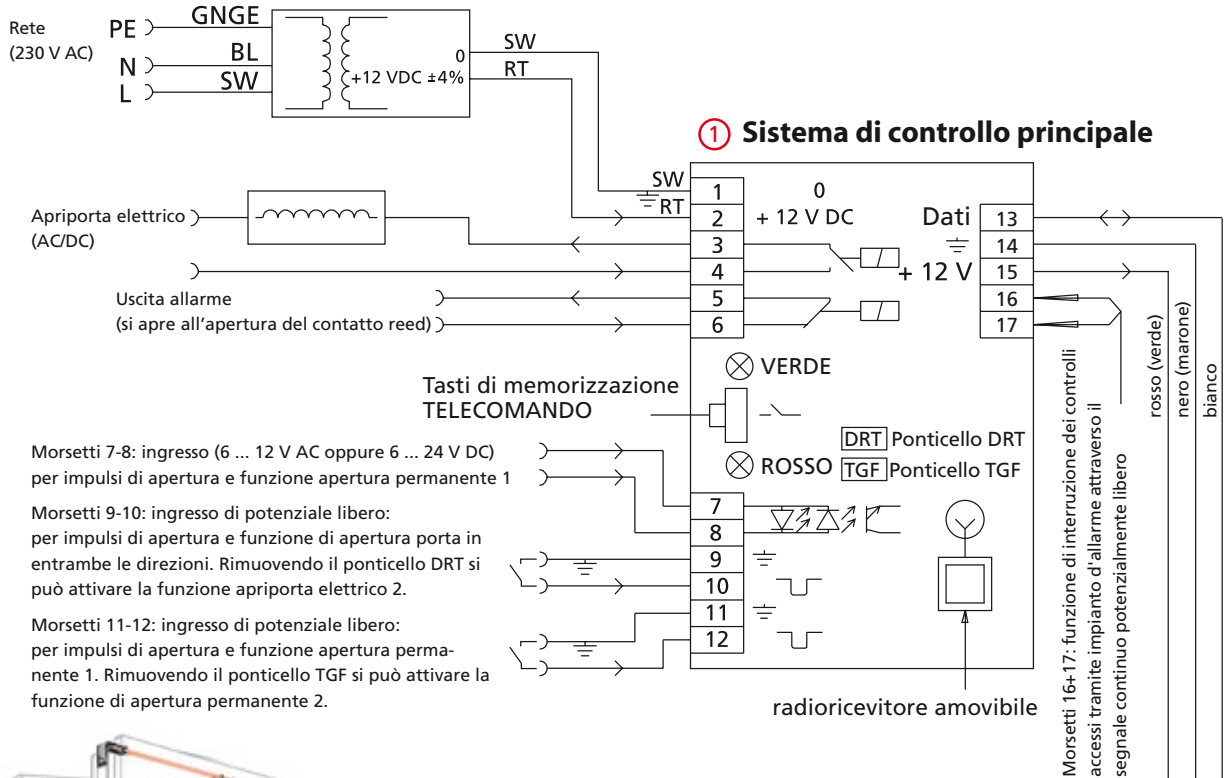 Rete
(230 V AC)
PE
GNGE
N
BL
L
SW
0
+12 VDC ±4%
SW
RT
1 Sistema di controllo principale
SW
RT
1
2
3
4
5
6
0
+ 12 V DC
Dati
+ 12 V
13
14
15
16
17
Apriporta elettrico
(AC/DC)
Uscita allarme
(si apre all'apertura del contatto reed)
VERDE
Tasti di memorizzazione
TELECOMANDO
DRT Ponticello DRT
ROSSO
TGF Ponticello TGF
Morsetti 7-8: ingresso (6 ... 12 V AC oppure 6 ... 24 V DC)
per impulsi di apertura e funzione apertura permanente 1
Morsetti 9-10: ingresso di potenziale libero:
per impulsi di apertura e funzione di apertura porta in
entrambe le direzioni. Rimuovendo il ponticello DRT si
può attivare la funzione apriporta elettrico 2.
Morsetti 11-12: ingresso di potenziale libero:
per impulsi di apertura e funzione apertura perma-
nente 1. Rimuovendo il ponticello TGF si può attivare la
funzione di apertura permanente 2.
7
8
9
10
11
12
radioricevitore amovibile
Morsetti 16+17: funzione di interruzione dei controlli
accessi tramite impianto d'allarme attraverso il
segnale continuo potenzialmente libero
rosso (verde)
nero (marone)
bianco